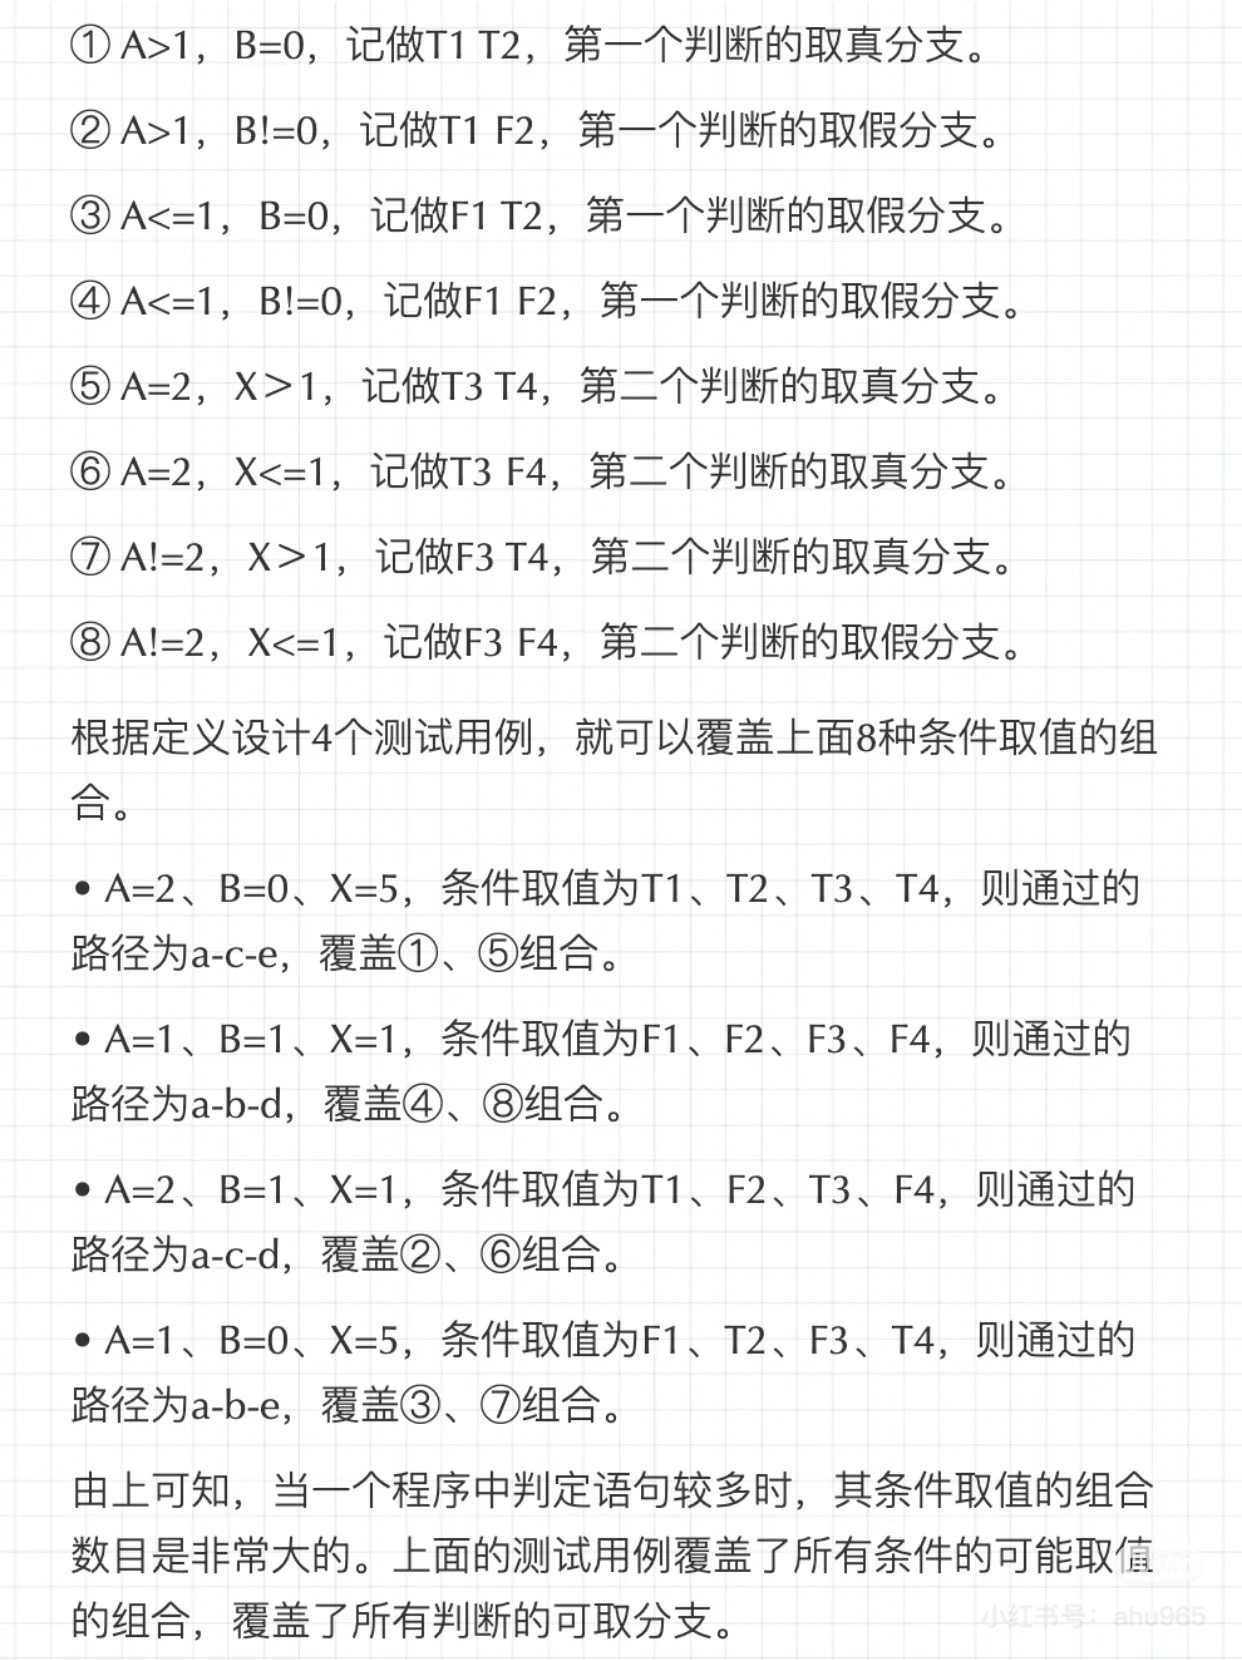 ① A>1，B=0，记做T1 T2，第一个判断的取真分支。
② A>1，B!=0，记做T1 F2，第一个判断的取假分支。
③ A<=1，B=0，记做F1 T2，第一个判断的取假分支。
④ A<=1，B!=0，记做F1 F2，第一个判断的取假分支。
⑤ A=2，X＞1，记做T3 T4，第二个判断的取真分支。
⑥ A=2，X<=1，记做T3 F4，第二个判断的取真分支。
⑦ A!=2，X＞1，记做F3 T4，第二个判断的取真分支。
⑧ A!=2，X<=1，记做F3 F4，第二个判断的取假分支。
根据定义设计4个测试用例，就可以覆盖上面8种条件取值的组
合。
• A=2、B=0、X=5，条件取值为T1、T2、T3、T4，则通过的
路径为a-c-e，覆盖①、⑤组合。
• A=1、B=1、X=1，条件取值为F1、F2、F3、F4，则通过的
路径为a-b-d，覆盖④、⑧组合。
• A=2、B=1、X=1，条件取值为T1、F2、T3、F4，则通过的
路径为a-c-d，覆盖②、⑥组合。
• A=1、B=0、X=5，条件取值为F1、T2、F3、T4，则通过的
路径为a-b-e，覆盖③、⑦组合。
由上可知，当一个程序中判定语句较多时，其条件取值的组合
数目是非常大的。上面的测试用例覆盖了所有条件的可能取值
的组合，覆盖了所有判断的可取分支。
小红书号：ahu965